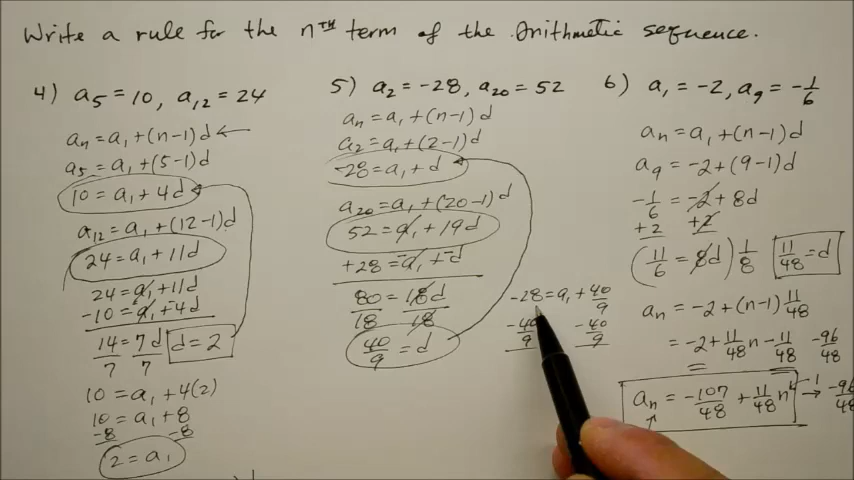 Write a rule for the nTH term of the Arithmetic sequence.
4) a5 = 10, a12 = 24
an = a1 + (n-1)d ←
a5 = a1 + (5-1)d
10 = a1 + 4d
a12 = a1 + (12-1)d
24 = a1 + 11d
24 = a1 + 11d
-10 = a1 + -4d
14 = 7d
7 7
d = 2
10 = a1 + 4(2)
10 = a1 + 8
-8 -8
2 = a1
5) a2 = -28, a20 = 52
an = a1 + (n-1)d
a2 = a1 + (2-1)d
-28 = a1 + d
a20 = a1 + (20-1)d
52 = a1 + 19d
+28 = -a1 + -d
80 = 18d
18 18
40/9 = d
-28 = a1 + 40/9
-40/9 -40/9
6) a1 = -2, a9 = -1/6
an = a1 + (n-1)d
a9 = -2 + (9-1)d
-1/6 = -2 + 8d
+2 +2
(11/6 = 8d) 1/8
11/48 = d
an = -2 + (n-1) 11/48
= -2 + 11/48 n - 11/48
-96/48
an = -107/48 + 11/48 n